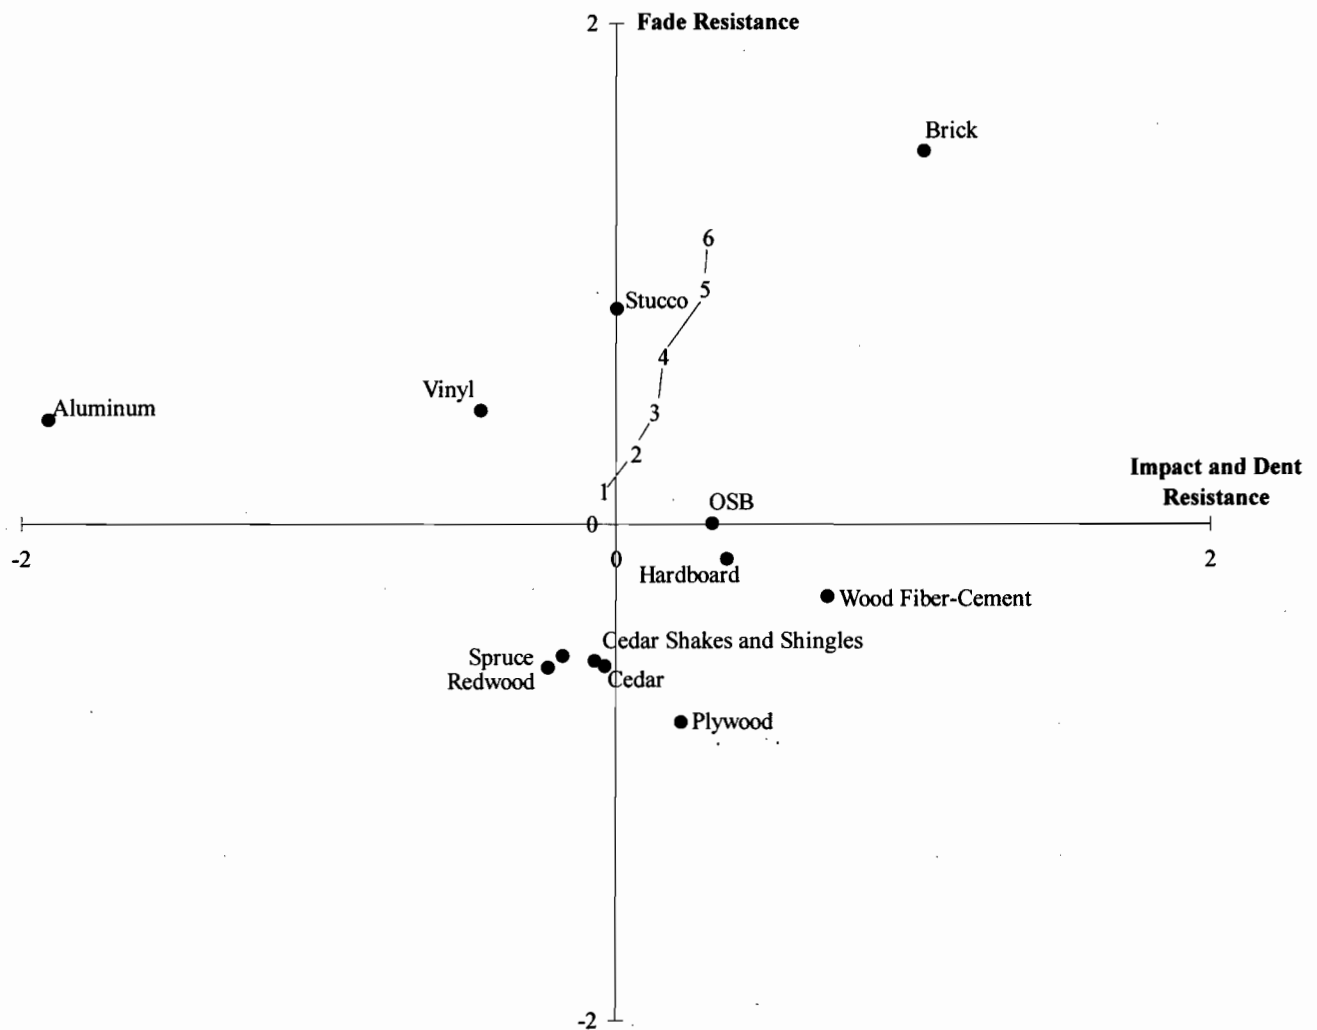 2 Fade Resistance
Brick
6
5
Stucco
4
Vinyl
Aluminum
3
2
Impact and Dent
Resistance
1
OSB
0
-2
0
2
Hardboard
Wood Fiber-Cement
Cedar Shakes and Shingles
Spruce
Redwood
Cedar
Plywood
-2